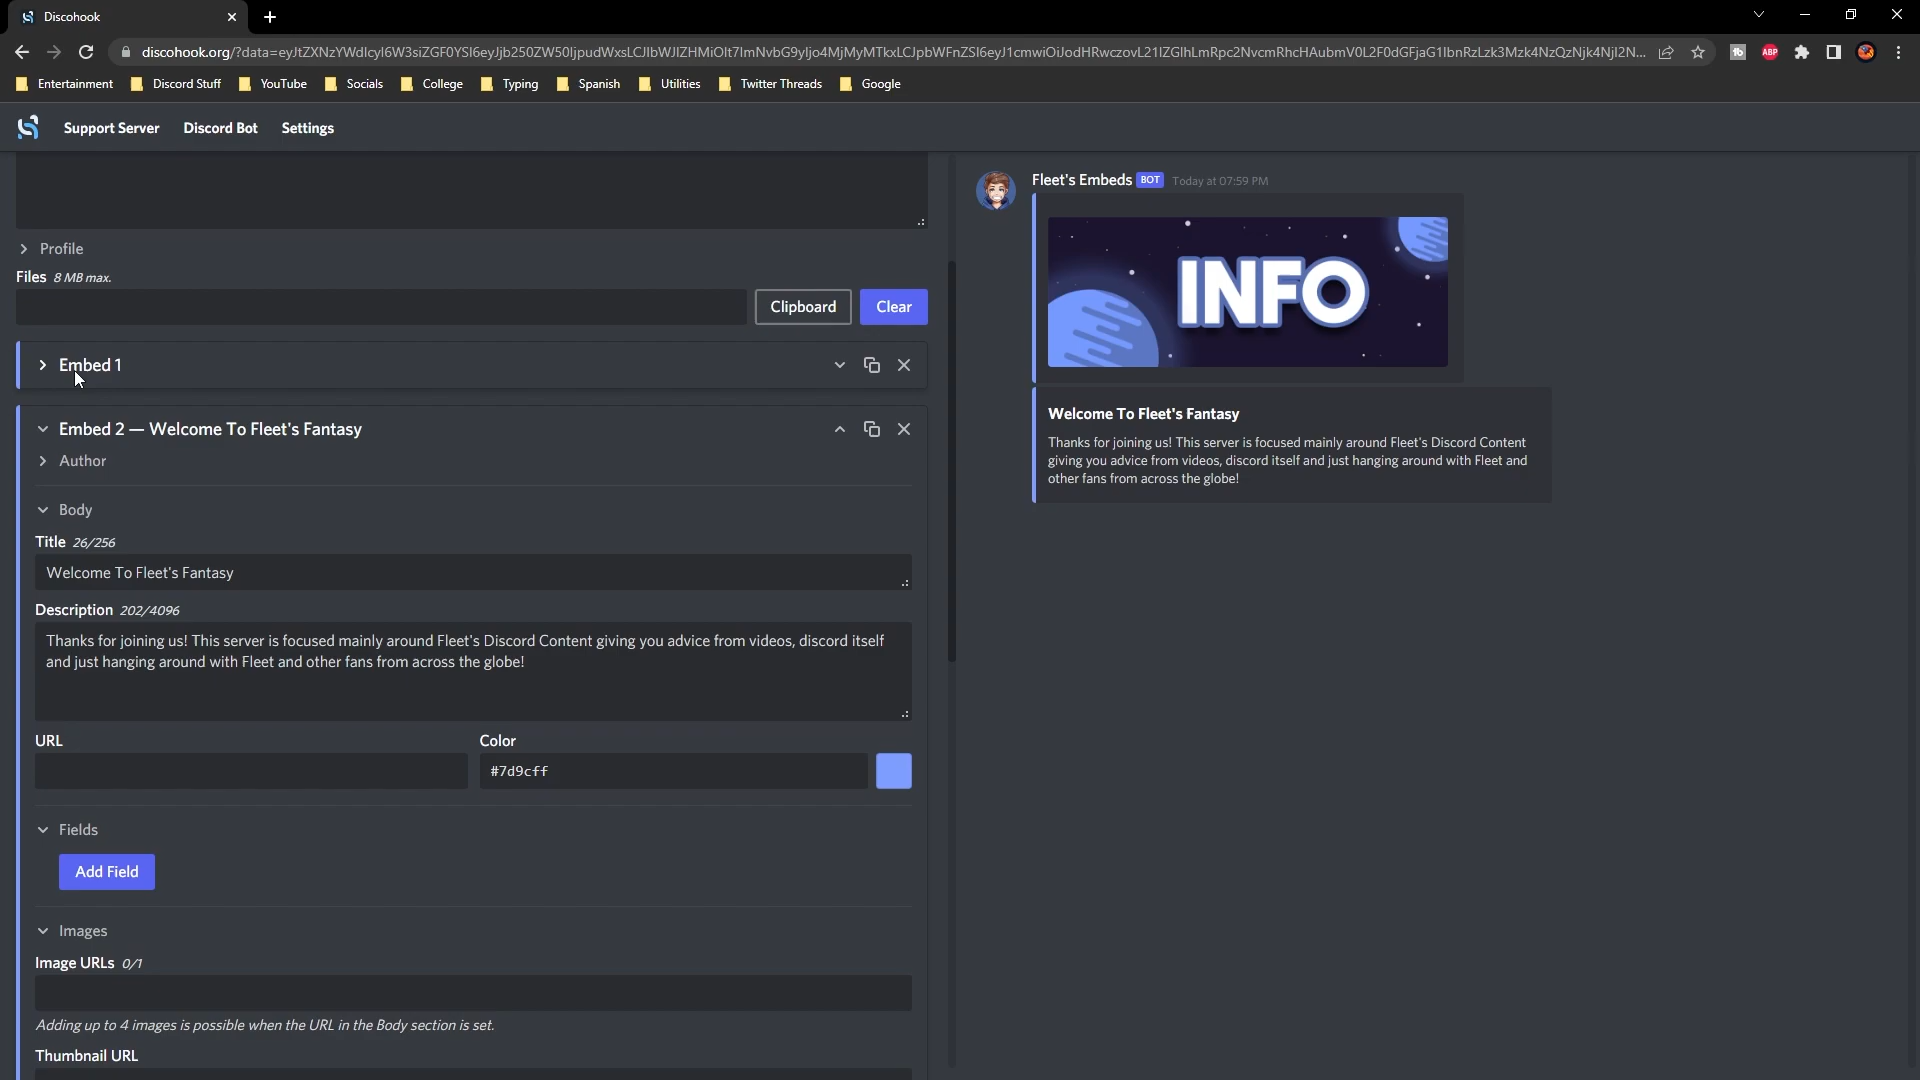 Discohook
discohook.org/?data=
Entertainment Discord Stuff YouTube Socials College Typing Spanish Utilities Twitter Threads Google
Support Server Discord Bot Settings
Profile
Files 8 MB max.
Clipboard Clear
Embed 1
Embed 2 — Welcome To Fleet's Fantasy
Author
Body
Title 26/256
Welcome To Fleet's Fantasy
Description 202/4096
Thanks for joining us! This server is focused mainly around Fleet's Discord Content giving you advice from videos, discord itself
and just hanging around with Fleet and other fans from across the globe!
URL Color
#7d9cff
Fields
Add Field
Images
Image URLs 0/1
Adding up to 4 images is possible when the URL in the Body section is set.
Thumbnail URL
Fleet's Embeds BOT Today at 07:59 PM
INFO
Welcome To Fleet's Fantasy
Thanks for joining us! This server is focused mainly around Fleet's Discord Content
giving you advice from videos, discord itself and just hanging around with Fleet and
other fans from across the globe!
ABP